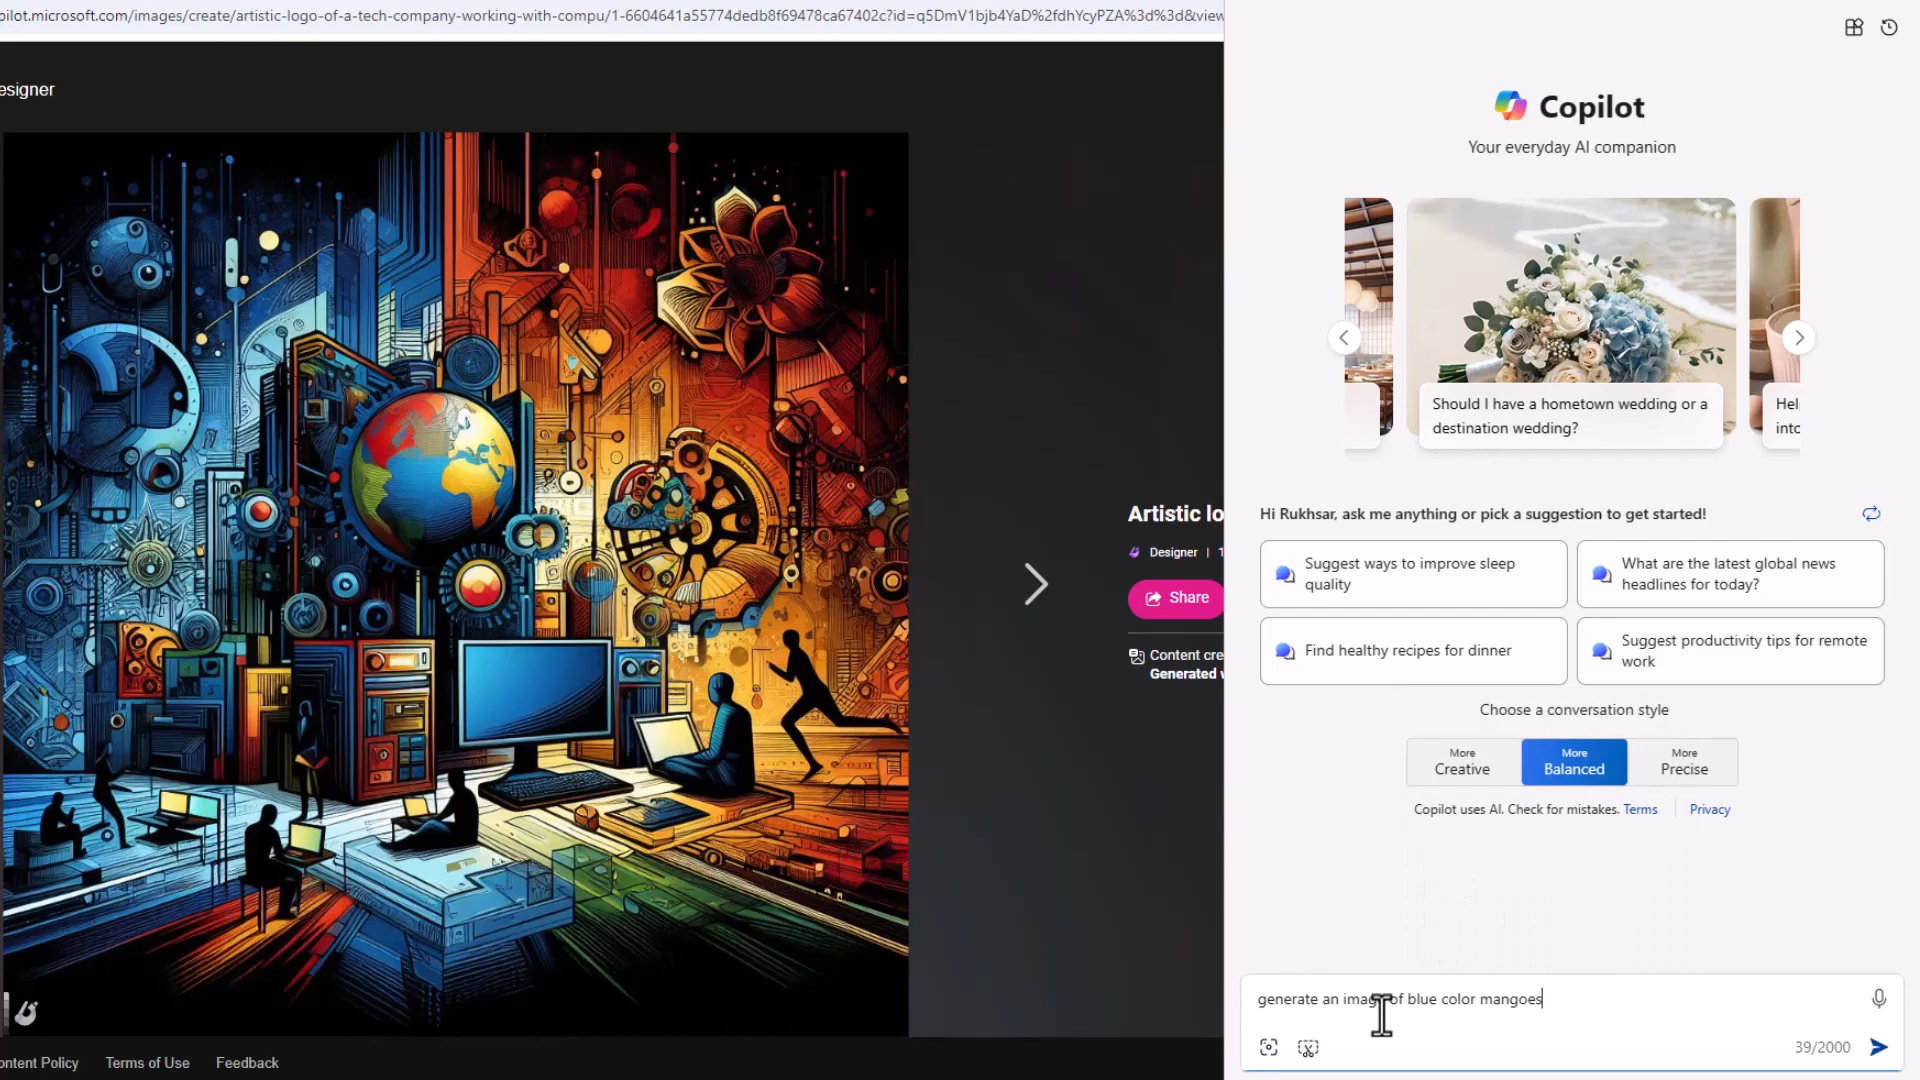 pilot.microsoft.com/images/create/artistic-logo-of-a-tech-company-working-with-compu/1-6604641a55774dedb8f69478ca67402c?id=q5DmV1bjb4YaD%2fdhYcyPZA%3d%3d&view
esigner
Artistic lo
Designer | 1
Share
Content cre
Generated v
ontent Policy Terms of Use Feedback
Copilot
Your everyday AI companion
Should I have a hometown wedding or a
destination wedding?
Hel
into
Hi Rukhsar, ask me anything or pick a suggestion to get started!
Suggest ways to improve sleep
quality
What are the latest global news
headlines for today?
Find healthy recipes for dinner
Suggest productivity tips for remote
work
Choose a conversation style
More
Creative
More
Balanced
More
Precise
Copilot uses AI. Check for mistakes. Terms Privacy
generate an image of blue color mangoes
39/2000